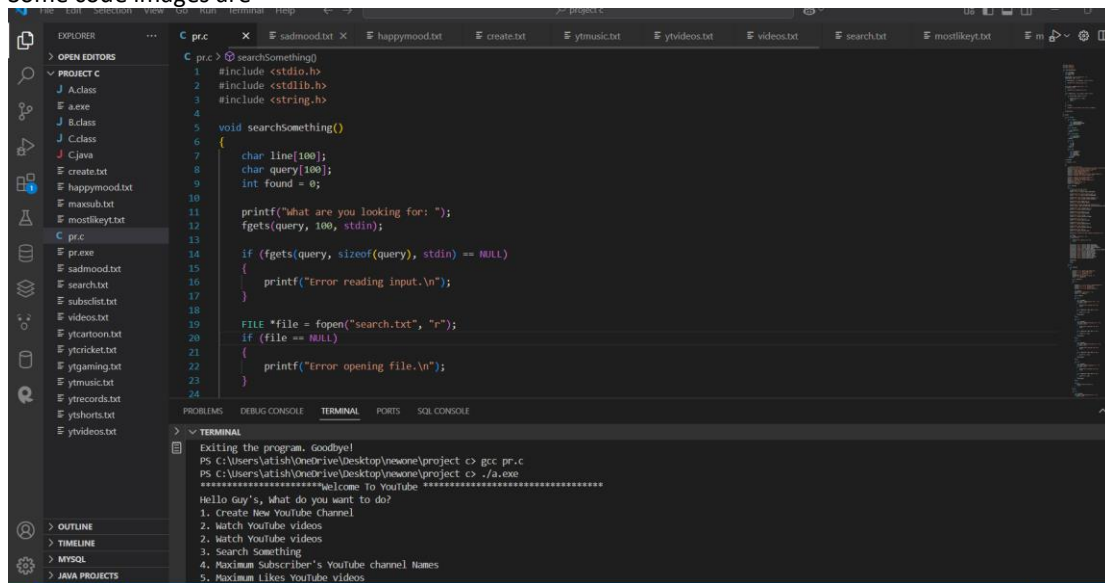 Some code images are
File Edit Selection View Go Run Terminal Help
project c
EXPLORER
C pr.c
sadmood.txt
happymood.txt
create.txt
ytmusic.txt
ytvideos.txt
videos.txt
search.txt
mostlikeyt.txt
> OPEN EDITORS
PROJECT C
J A.class
a.exe
J B.class
J C.class
J C.java
create.txt
happymood.txt
maxsub.txt
mostlikeyt.txt
C pr.c
pr.exe
sadmood.txt
search.txt
subsclist.txt
videos.txt
ytcartoon.txt
ytcricket.txt
ytgaming.txt
ytmusic.txt
ytrecords.txt
ytshorts.txt
ytvideos.txt
> OUTLINE
> TIMELINE
> MYSQL
> JAVA PROJECTS
C pr.c > searchSomething()
1 #include <stdio.h>
2 #include <stdlib.h>
3 #include <string.h>
4
5 void searchSomething()
6 {
7 char line[100];
8 char query[100];
9 int found = 0;
10
11 printf("What are you looking for: ");
12 fgets(query, 100, stdin);
13
14 if (fgets(query, sizeof(query), stdin) == NULL)
15 {
16 printf("Error reading input.\n");
17 }
18
19 FILE *file = fopen("search.txt", "r");
20 if (file == NULL)
21 {
22 printf("Error opening file.\n");
23 }
24
PROBLEMS DEBUG CONSOLE TERMINAL PORTS SQL CONSOLE
TERMINAL
Exiting the program. Goodbye!
PS C:\Users\atish\OneDrive\Desktop\newone\project c> gcc pr.c
PS C:\Users\atish\OneDrive\Desktop\newone\project c> ./a.exe
***********************Welcome To YouTube **********************************
Hello Guy's, What do you want to do?
1. Create New YouTube Channel
2. Watch YouTube videos
2. Watch YouTube videos
3. Search Something
4. Maximum Subscriber's YouTube channel Names
5. Maximum Likes YouTube videos